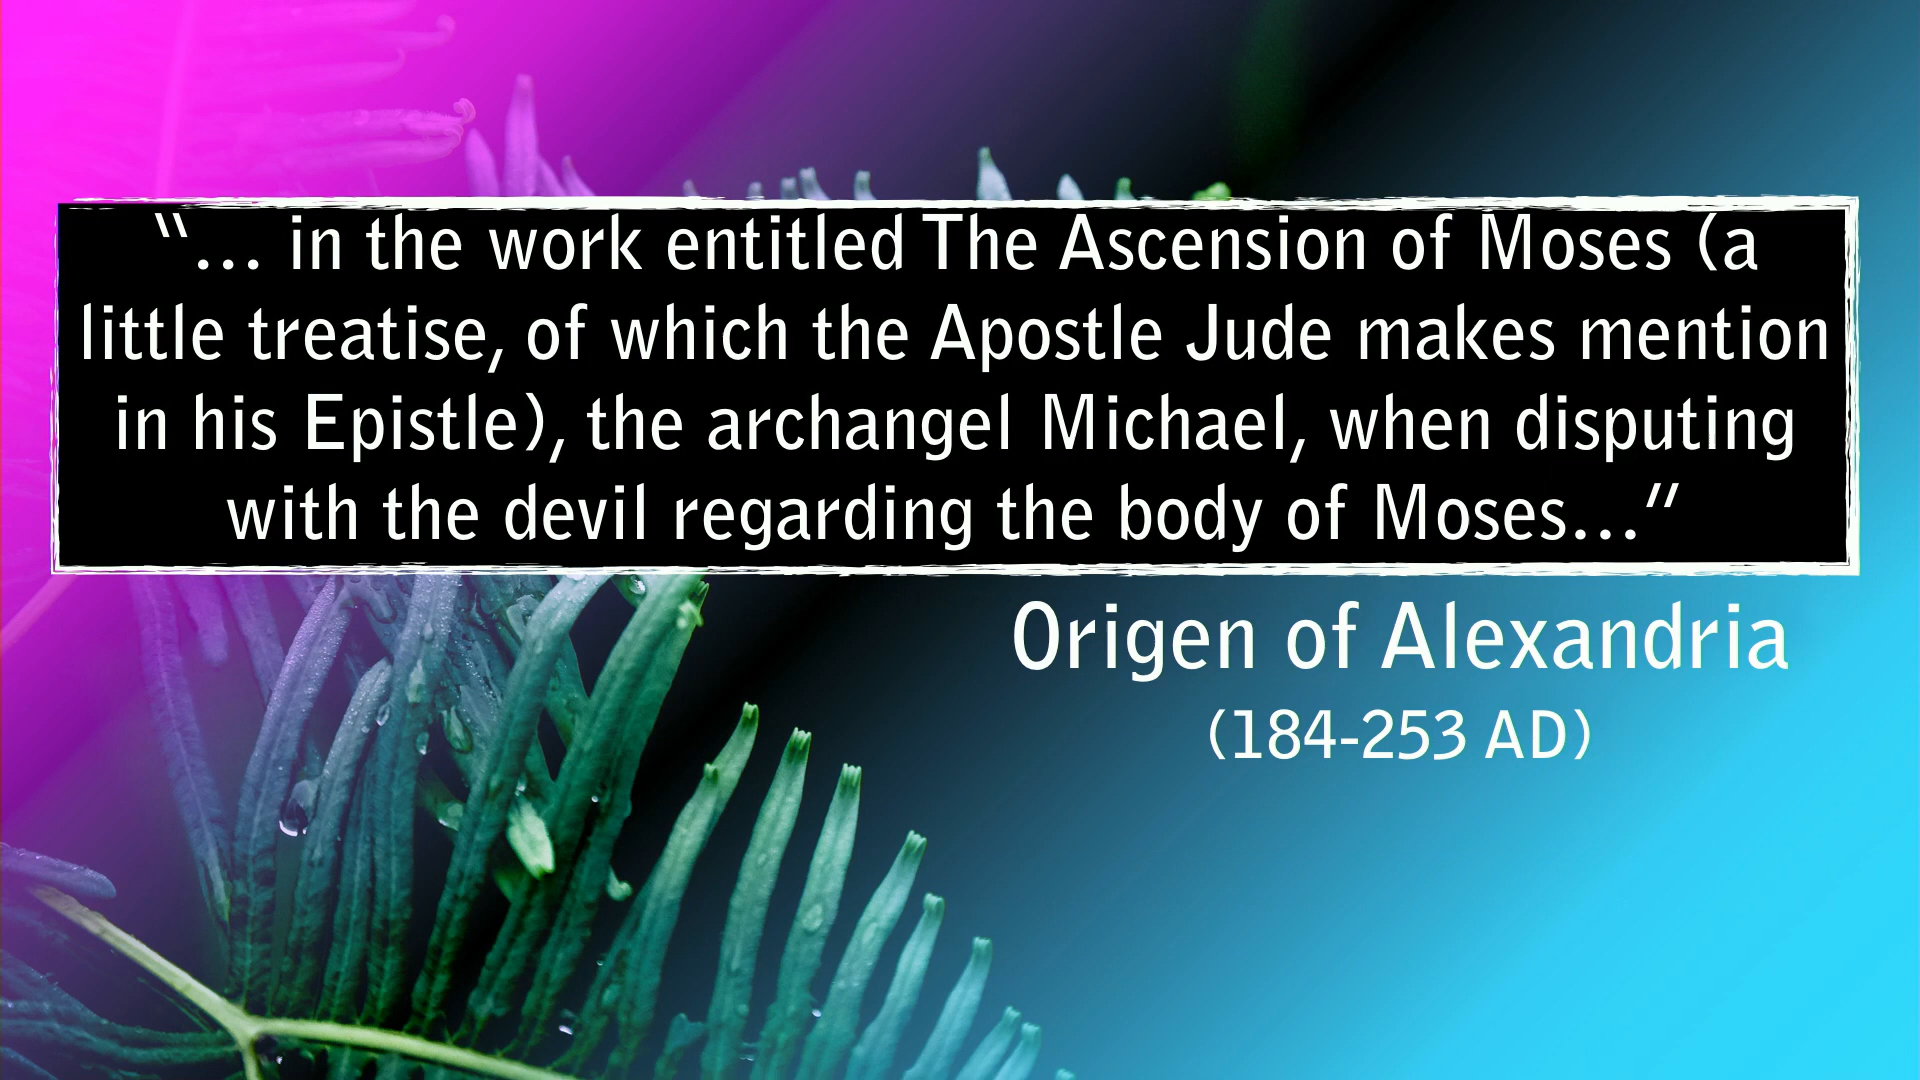 “... in the work entitled The Ascension of Moses (a
little treatise, of which the Apostle Jude makes mention
in his Epistle), the archangel Michael, when disputing
with the devil regarding the body of Moses...”
Origen of Alexandria
(184-253 AD)